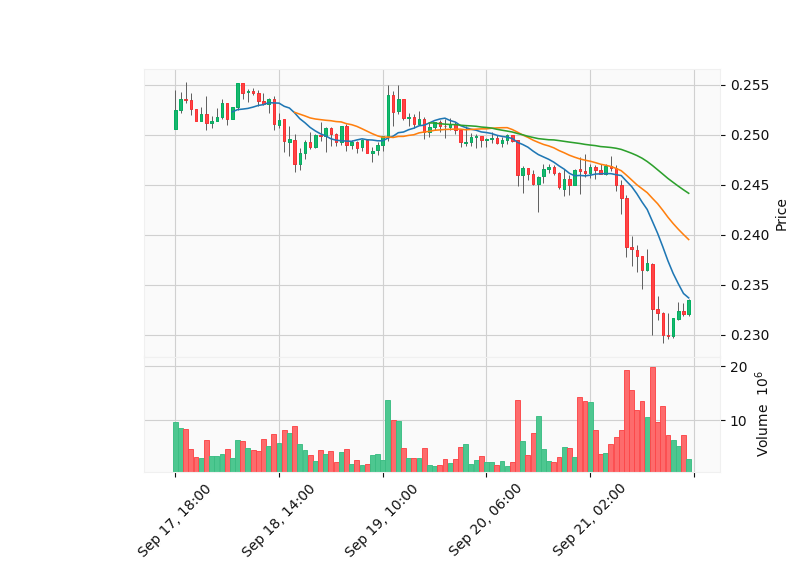 0.255
0.250
0.245
0.240
0.235
0.230
Price
20
10
Volume 10^6
Sep 17, 18:00
Sep 18, 14:00
Sep 19, 10:00
Sep 20, 06:00
Sep 21, 02:00